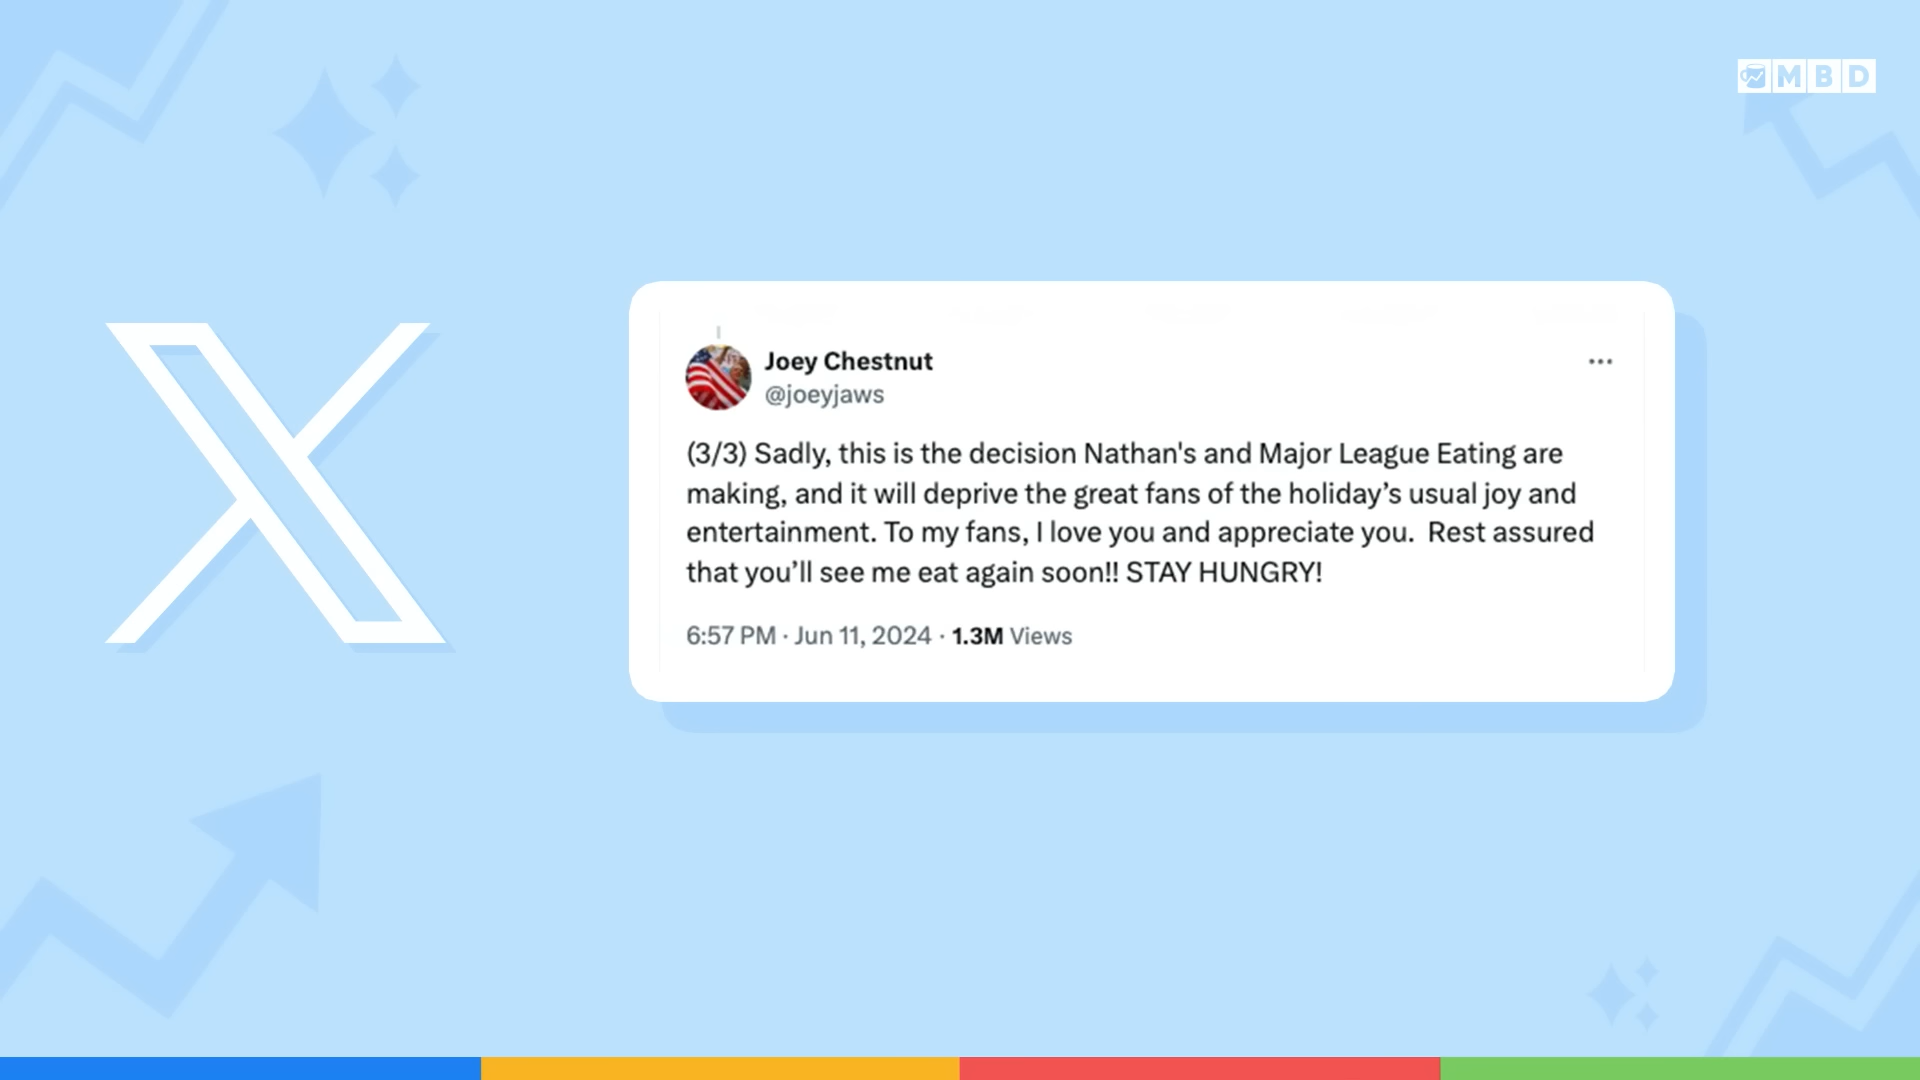 MBD
Joey Chestnut
@joeyjaws
(3/3) Sadly, this is the decision Nathan's and Major League Eating are
making, and it will deprive the great fans of the holiday’s usual joy and
entertainment. To my fans, I love you and appreciate you.  Rest assured
that you’ll see me eat again soon!! STAY HUNGRY!
6:57 PM · Jun 11, 2024 · 1.3M Views